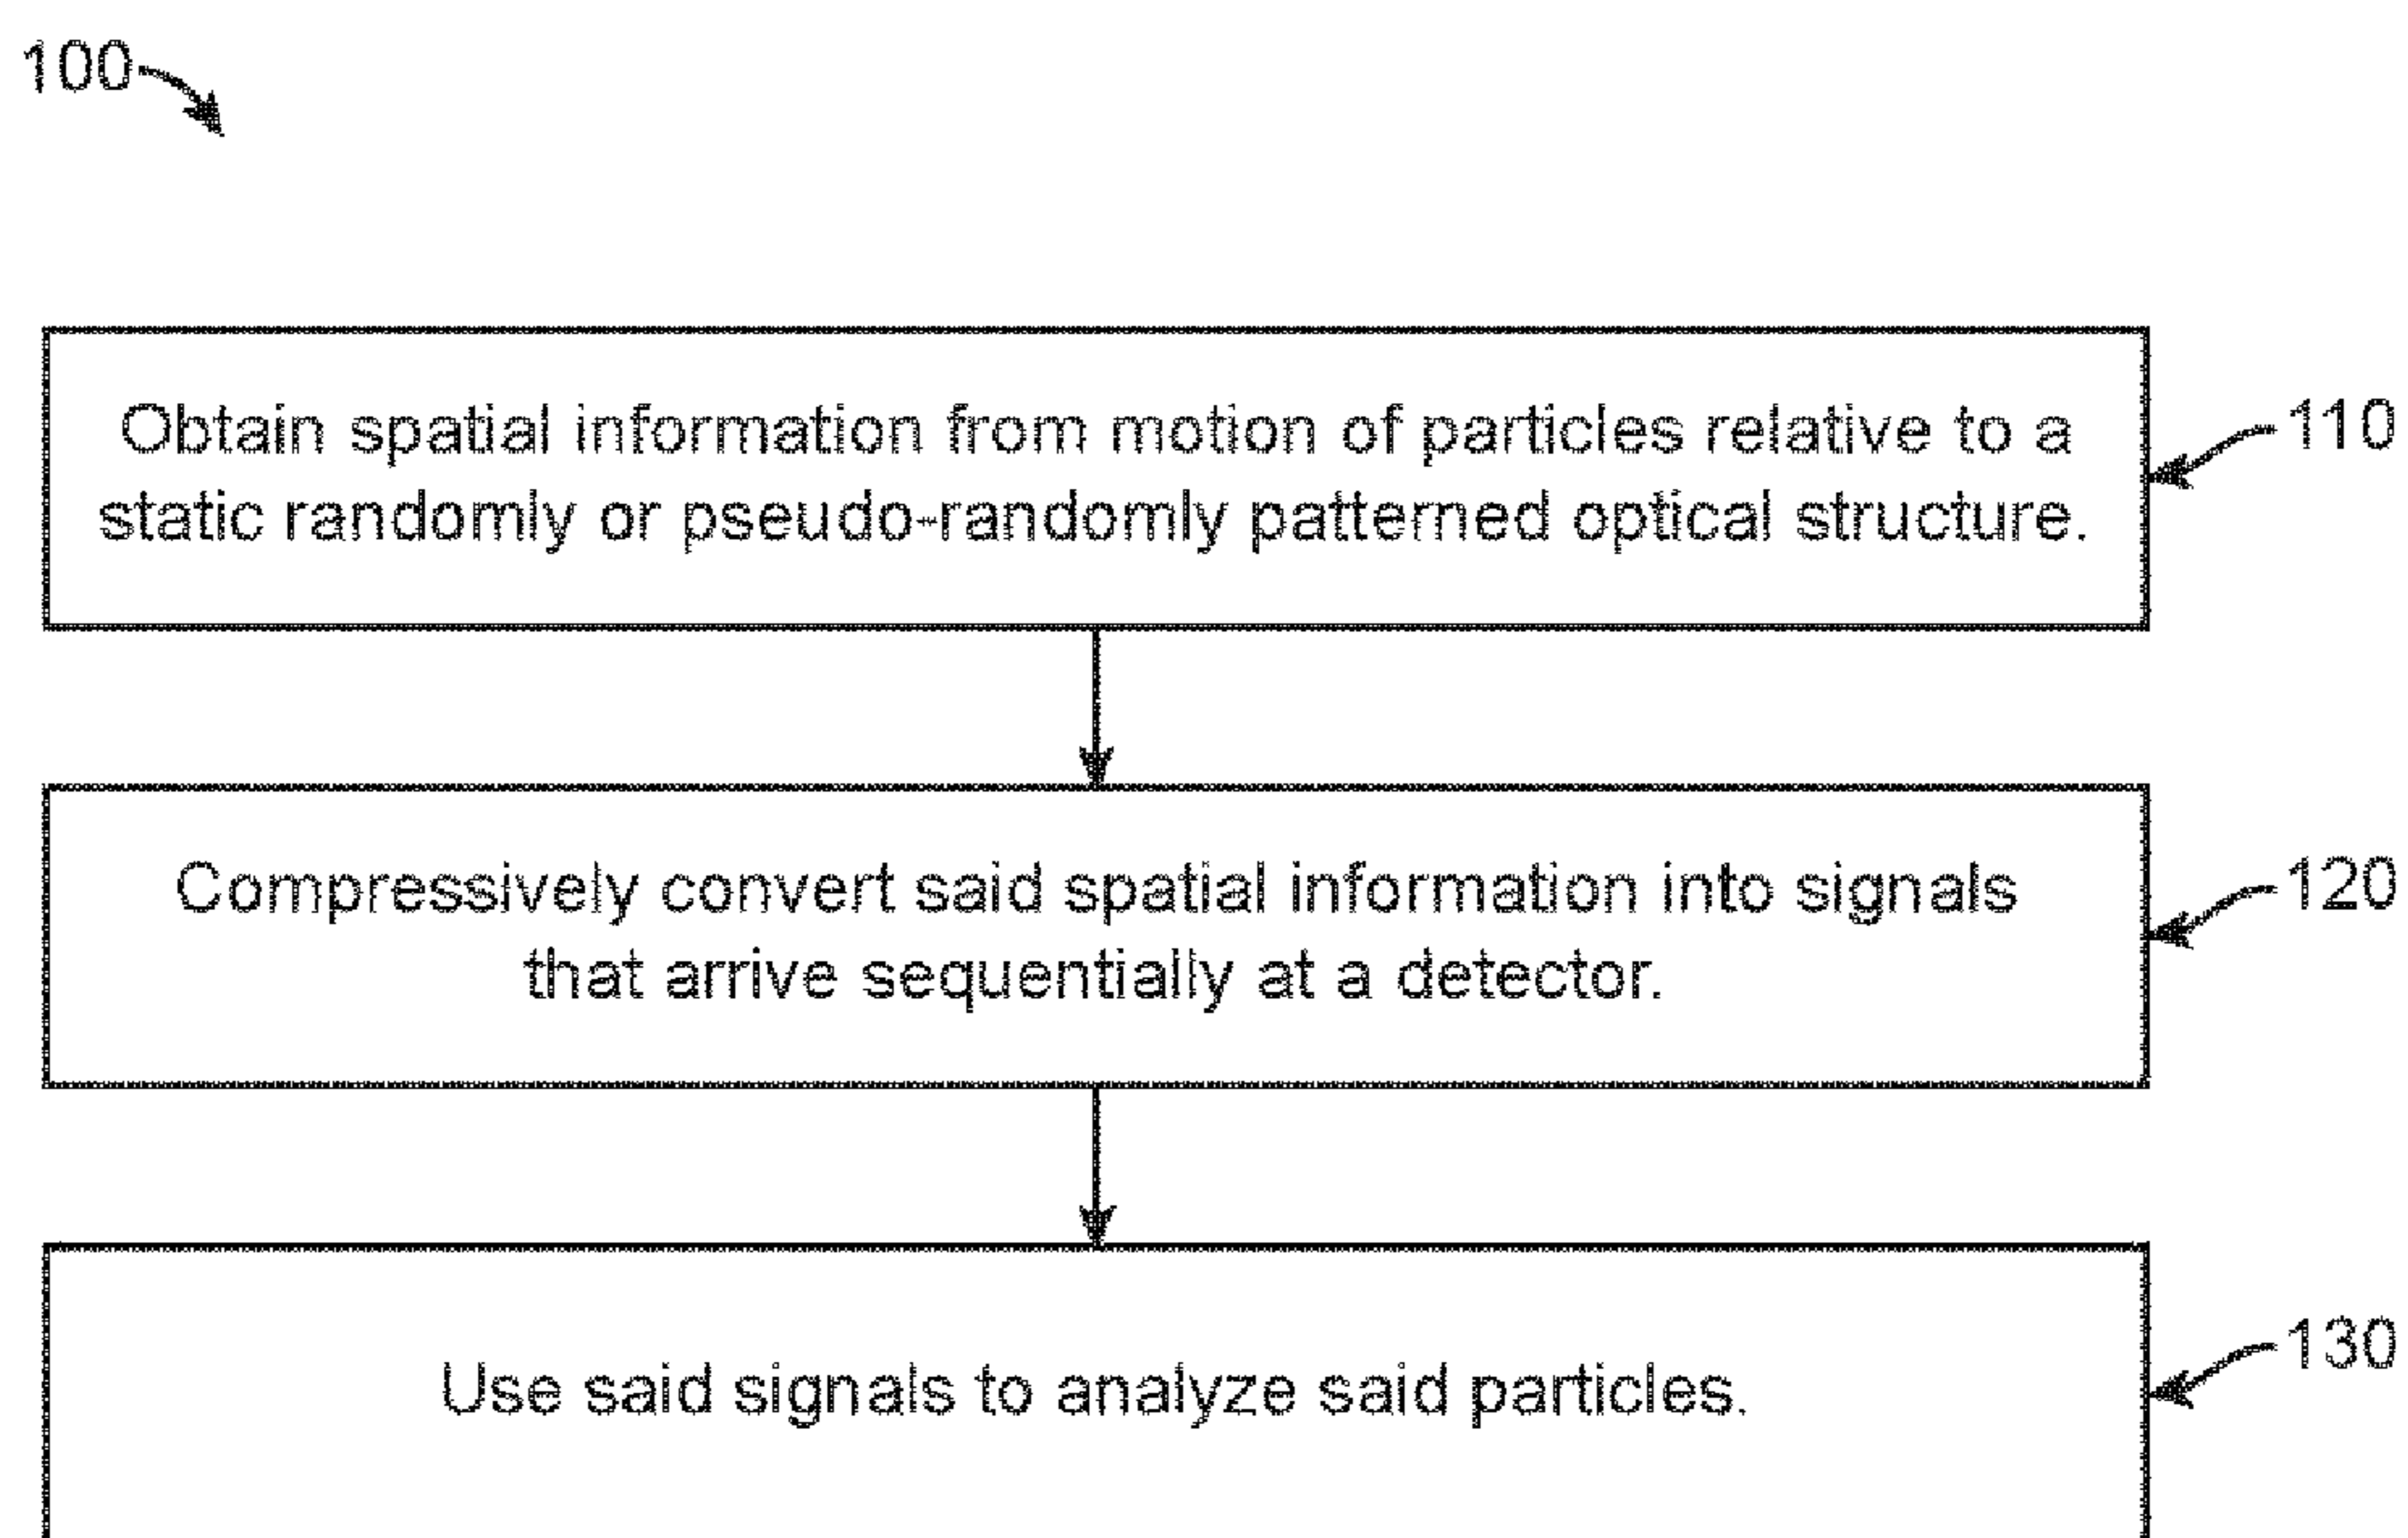 100
Obtain spatial information from motion of particles relative to a
static randomly or pseudo-randomly patterned optical structure.
110
Compressively convert said spatial information into signals
that arrive sequentially at a detector.
120
Use said signals to analyze said particles.
130